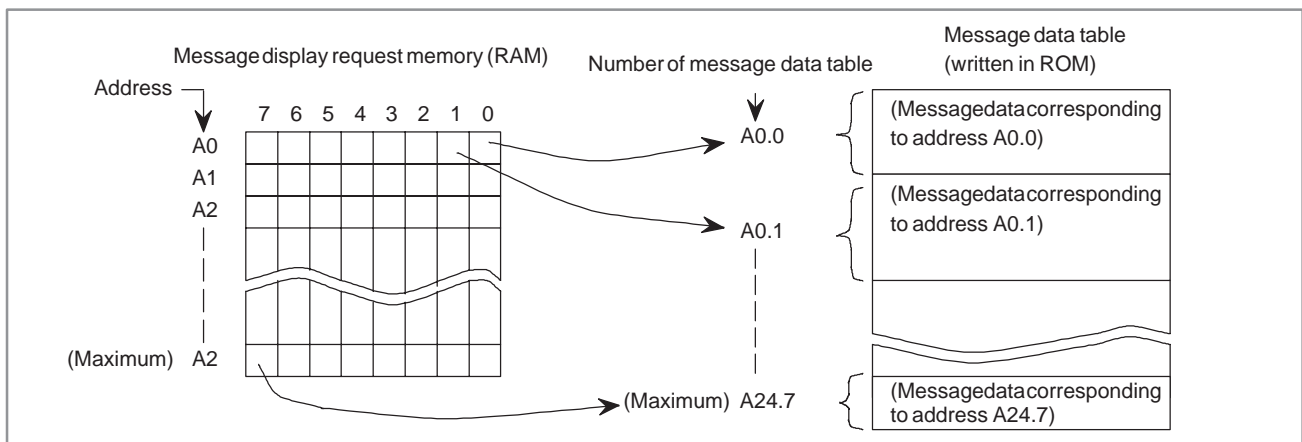 Message display request memory (RAM)
Address
7 6 5 4 3 2 1 0
A0
A1
A2
(Maximum) A2
Number of message data table
A0.0
A0.1
(Maximum) A24.7
Message data table
(written in ROM)
(Messagedatacorresponding
to address A0.0)
(Messagedatacorresponding
to address A0.1)
(Messagedatacorresponding
to address A24.7)